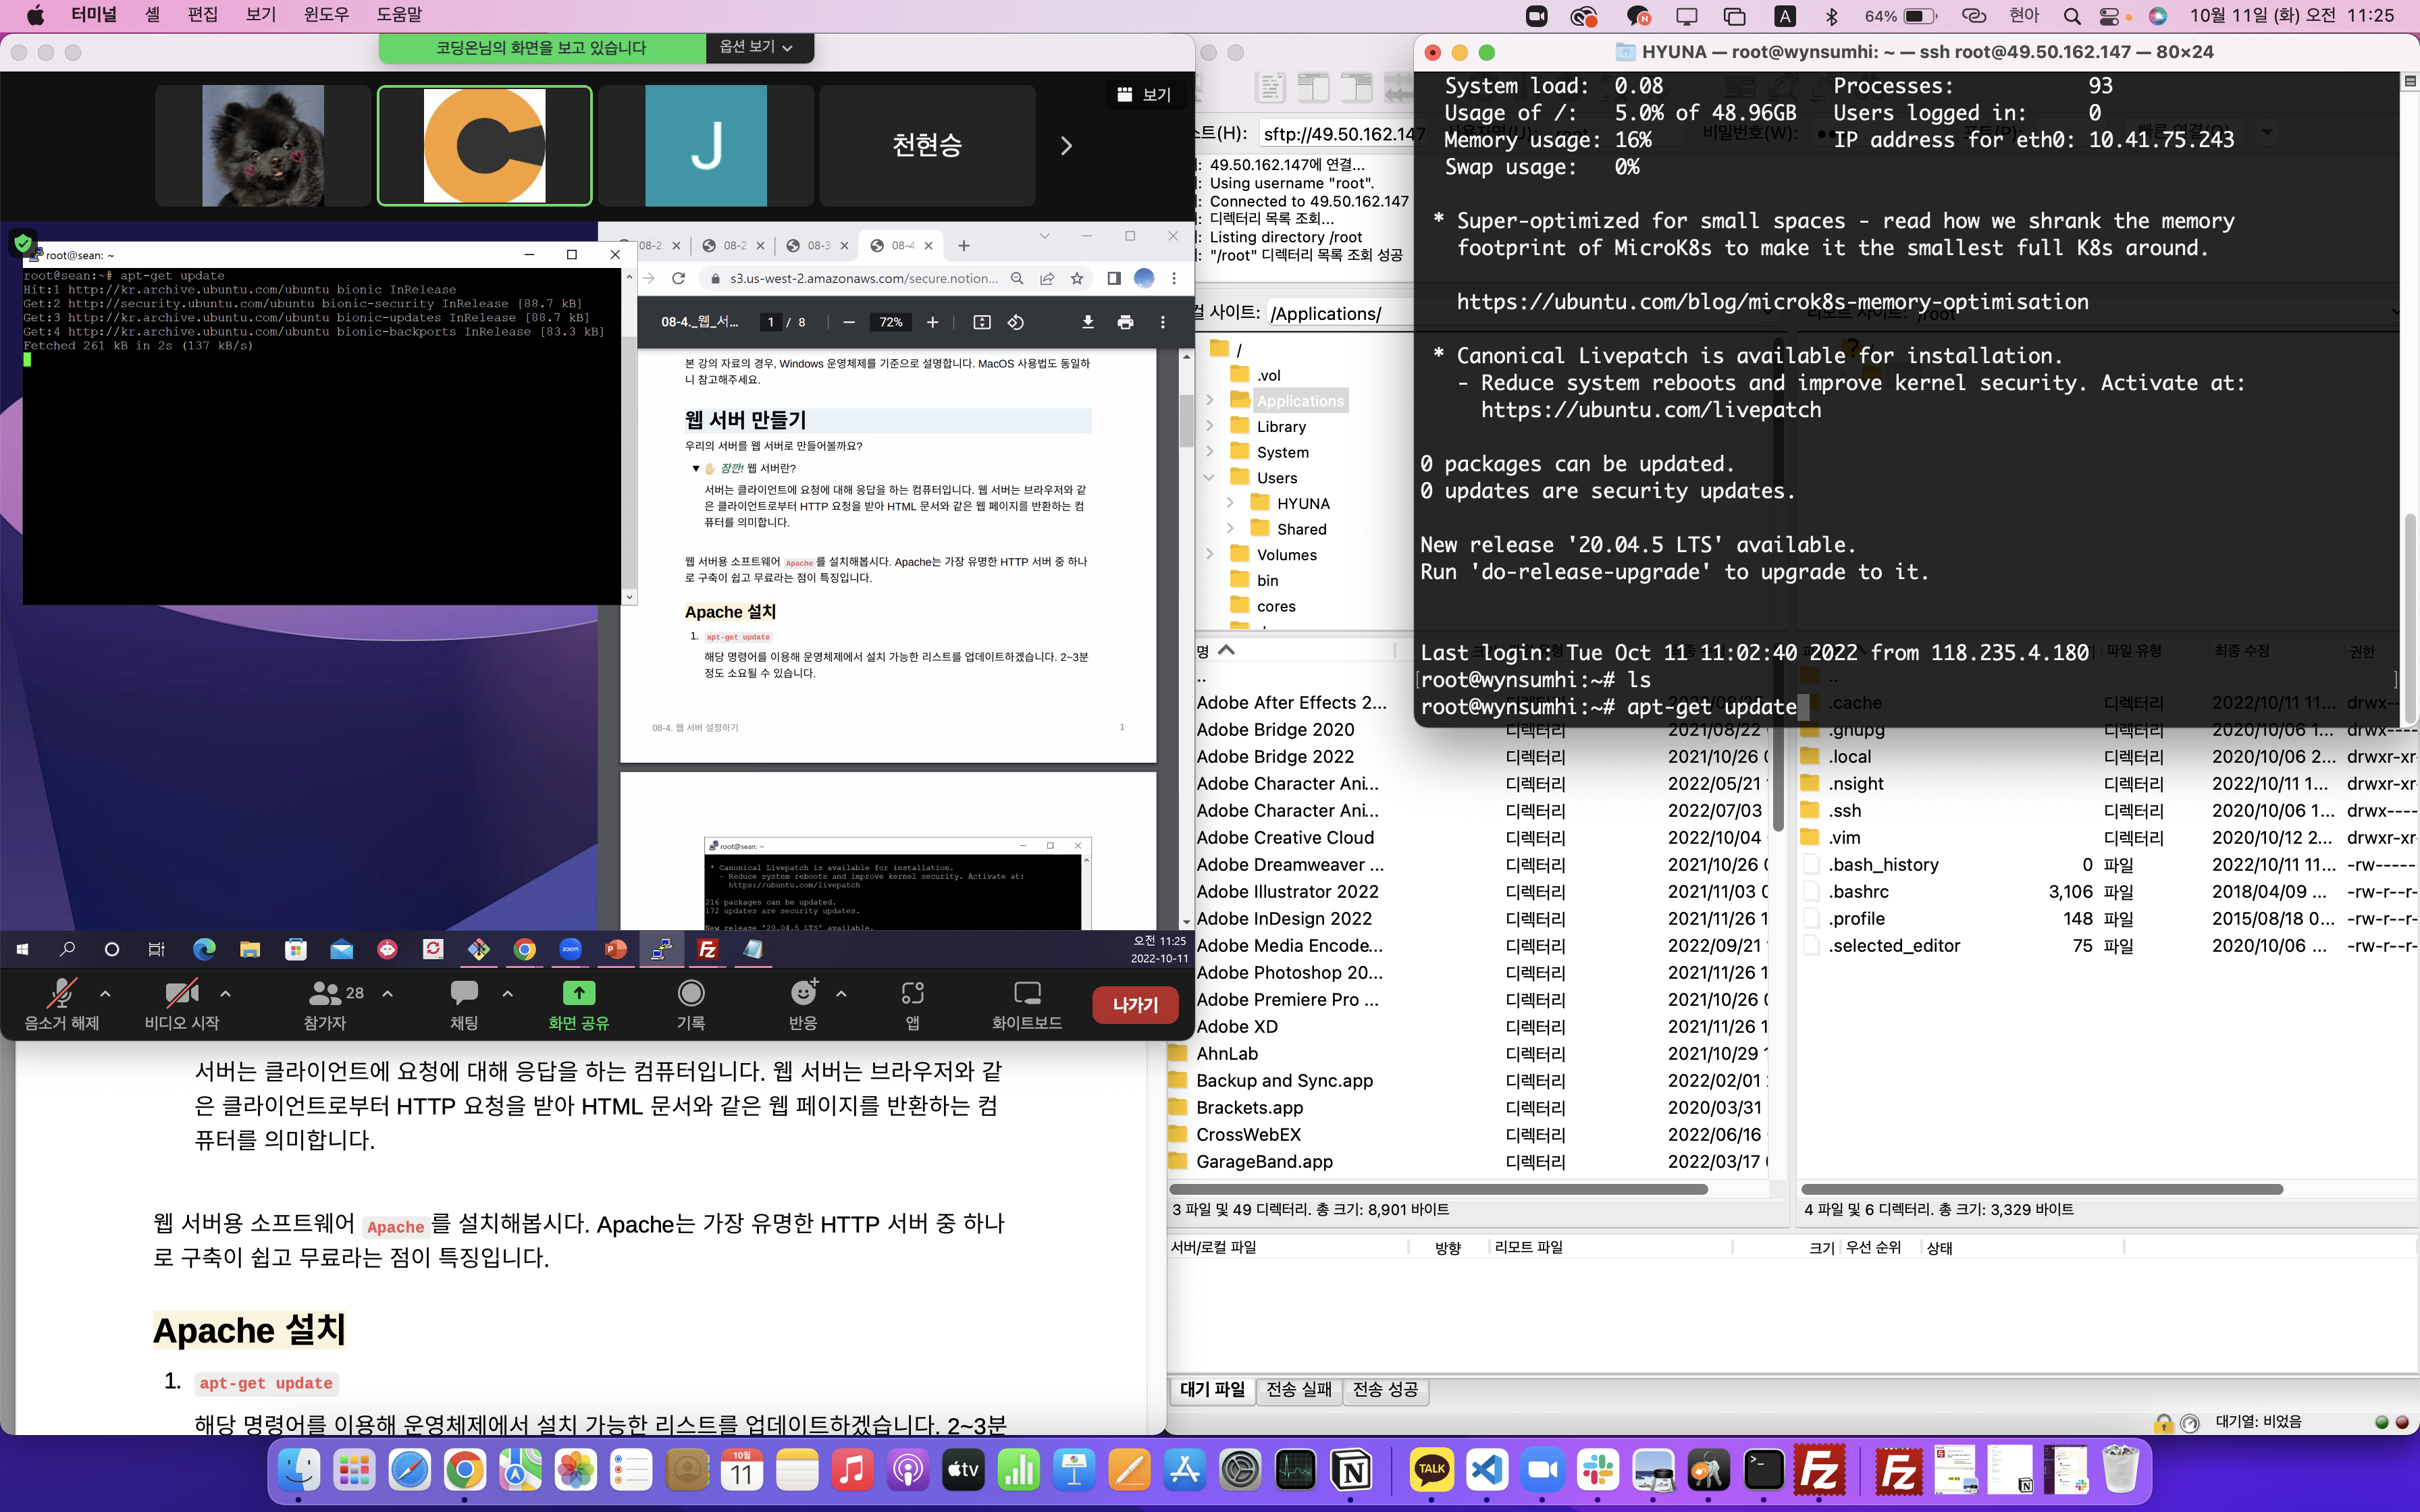 터미널 셸 편집 보기 윈도우 도움말
64% 현아 10월 11일 (화) 오전 11:25
코딩온님의 화면을 보고 있습니다 옵션 보기
J
천현승
보기
root@sean: ~
root@sean:~# apt-get update
Hit:1 http://kr.archive.ubuntu.com/ubuntu bionic InRelease
Get:2 http://security.ubuntu.com/ubuntu bionic-security InRelease [88.7 kB]
Get:3 http://kr.archive.ubuntu.com/ubuntu bionic-updates InRelease [88.7 kB]
Get:4 http://kr.archive.ubuntu.com/ubuntu bionic-backports InRelease [83.3 kB]
Fetched 261 kB in 2s (137 kB/s)
08-2 08-2 08-3 08-4
s3.us-west-2.amazonaws.com/secure.notion...
08-4._웹_서... 1 / 8 72%
본 강의 자료의 경우, Windows 운영체제를 기준으로 설명합니다. MacOS 사용법도 동일하
니 참고해주세요.
웹 서버 만들기
우리의 서버를 웹 서버로 만들어볼까요?
잠깐! 웹 서버란?
서버는 클라이언트에 요청에 대해 응답을 하는 컴퓨터입니다. 웹 서버는 브라우저와 같
은 클라이언트로부터 HTTP 요청을 받아 HTML 문서와 같은 웹 페이지를 반환하는 컴
퓨터를 의미합니다.
웹 서버용 소프트웨어 Apache 를 설치해봅시다. Apache는 가장 유명한 HTTP 서버 중 하나
로 구축이 쉽고 무료라는 점이 특징입니다.
Apache 설치
1. apt-get update
해당 명령어를 이용해 운영체제에서 설치 가능한 리스트를 업데이트하겠습니다. 2~3분
정도 소요될 수 있습니다.
08-4. 웹 서버 설정하기 1
root@sean: ~
* Canonical Livepatch is available for installation.
- Reduce system reboots and improve kernel security. Activate at:
https://ubuntu.com/livepatch
216 packages can be updated.
172 updates are security updates.
New release '20.04.5 LTS' available.
zoom
오전 11:25
2022-10-11
음소거 해제 비디오 시작 참가자 28 채팅 화면 공유 기록 반응 앱 화이트보드 나가기
서버는 클라이언트에 요청에 대해 응답을 하는 컴퓨터입니다. 웹 서버는 브라우저와 같
은 클라이언트로부터 HTTP 요청을 받아 HTML 문서와 같은 웹 페이지를 반환하는 컴
퓨터를 의미합니다.
웹 서버용 소프트웨어 Apache 를 설치해봅시다. Apache는 가장 유명한 HTTP 서버 중 하나
로 구축이 쉽고 무료라는 점이 특징입니다.
Apache 설치
1. apt-get update
해당 명령어를 이용해 운영체제에서 설치 가능한 리스트를 업데이트하겠습니다. 2~3분
HYUNA — root@wynsumhi: ~ — ssh root@49.50.162.147 — 80×24
System load: 0.08 Processes: 93
Usage of /: 5.0% of 48.96GB Users logged in: 0
Memory usage: 16% IP address for eth0: 10.41.75.243
Swap usage: 0%
* Super-optimized for small spaces - read how we shrank the memory
footprint of MicroK8s to make it the smallest full K8s around.
https://ubuntu.com/blog/microk8s-memory-optimisation
* Canonical Livepatch is available for installation.
- Reduce system reboots and improve kernel security. Activate at:
https://ubuntu.com/livepatch
0 packages can be updated.
0 updates are security updates.
New release '20.04.5 LTS' available.
Run 'do-release-upgrade' to upgrade to it.
Last login: Tue Oct 11 11:02:40 2022 from 118.235.4.180
root@wynsumhi:~# ls
root@wynsumhi:~# apt-get update
(H): sftp://49.50.162.147
49.50.162.147에 연결...
Using username "root".
Connected to 49.50.162.147
디렉터리 목록 조회...
Listing directory /root
"/root" 디렉터리 목록 조회 성공
사이트: /Applications/
/
.vol
Applications
Library
System
Users
HYUNA
Shared
Volumes
bin
cores
명
..
Adobe After Effects 2...
Adobe Bridge 2020 디렉터리 2021/08/22
Adobe Bridge 2022 디렉터리 2021/10/26
Adobe Character Ani... 디렉터리 2022/05/21
Adobe Character Ani... 디렉터리 2022/07/03
Adobe Creative Cloud 디렉터리 2022/10/04
Adobe Dreamweaver ... 디렉터리 2021/10/26
Adobe Illustrator 2022 디렉터리 2021/11/03
Adobe InDesign 2022 디렉터리 2021/11/26
Adobe Media Encode... 디렉터리 2022/09/21
Adobe Photoshop 20... 디렉터리 2021/11/26
Adobe Premiere Pro ... 디렉터리 2021/10/26
Adobe XD 디렉터리 2021/11/26
AhnLab 디렉터리 2021/10/29
Backup and Sync.app 디렉터리 2022/02/01
Brackets.app 디렉터리 2020/03/31
CrossWebEX 디렉터리 2022/06/16
GarageBand.app 디렉터리 2022/03/17
3 파일 및 49 디렉터리. 총 크기: 8,901 바이트
파일 유형 최종 수정 권한
..
.cache 디렉터리 2022/10/11 11... drwx--
.gnupg 디렉터리 2020/10/06 1... drwx----
.local 디렉터리 2020/10/06 2... drwxr-xr-
.nsight 디렉터리 2022/10/11 1... drwxr-xr-
.ssh 디렉터리 2020/10/06 1... drwx----
.vim 디렉터리 2020/10/12 2... drwxr-xr-
.bash_history 0 파일 2022/10/11 11... -rw-----
.bashrc 3,106 파일 2018/04/09 ... -rw-r--r-
.profile 148 파일 2015/08/18 0... -rw-r--r-
.selected_editor 75 파일 2020/10/06 ... -rw-r--r-
4 파일 및 6 디렉터리. 총 크기: 3,329 바이트
서버/로컬 파일 방향 리모트 파일 크기 우선 순위 상태
대기 파일 전송 실패 전송 성공
대기열: 비었음
10월
11
tv
TALK
Fz
Fz